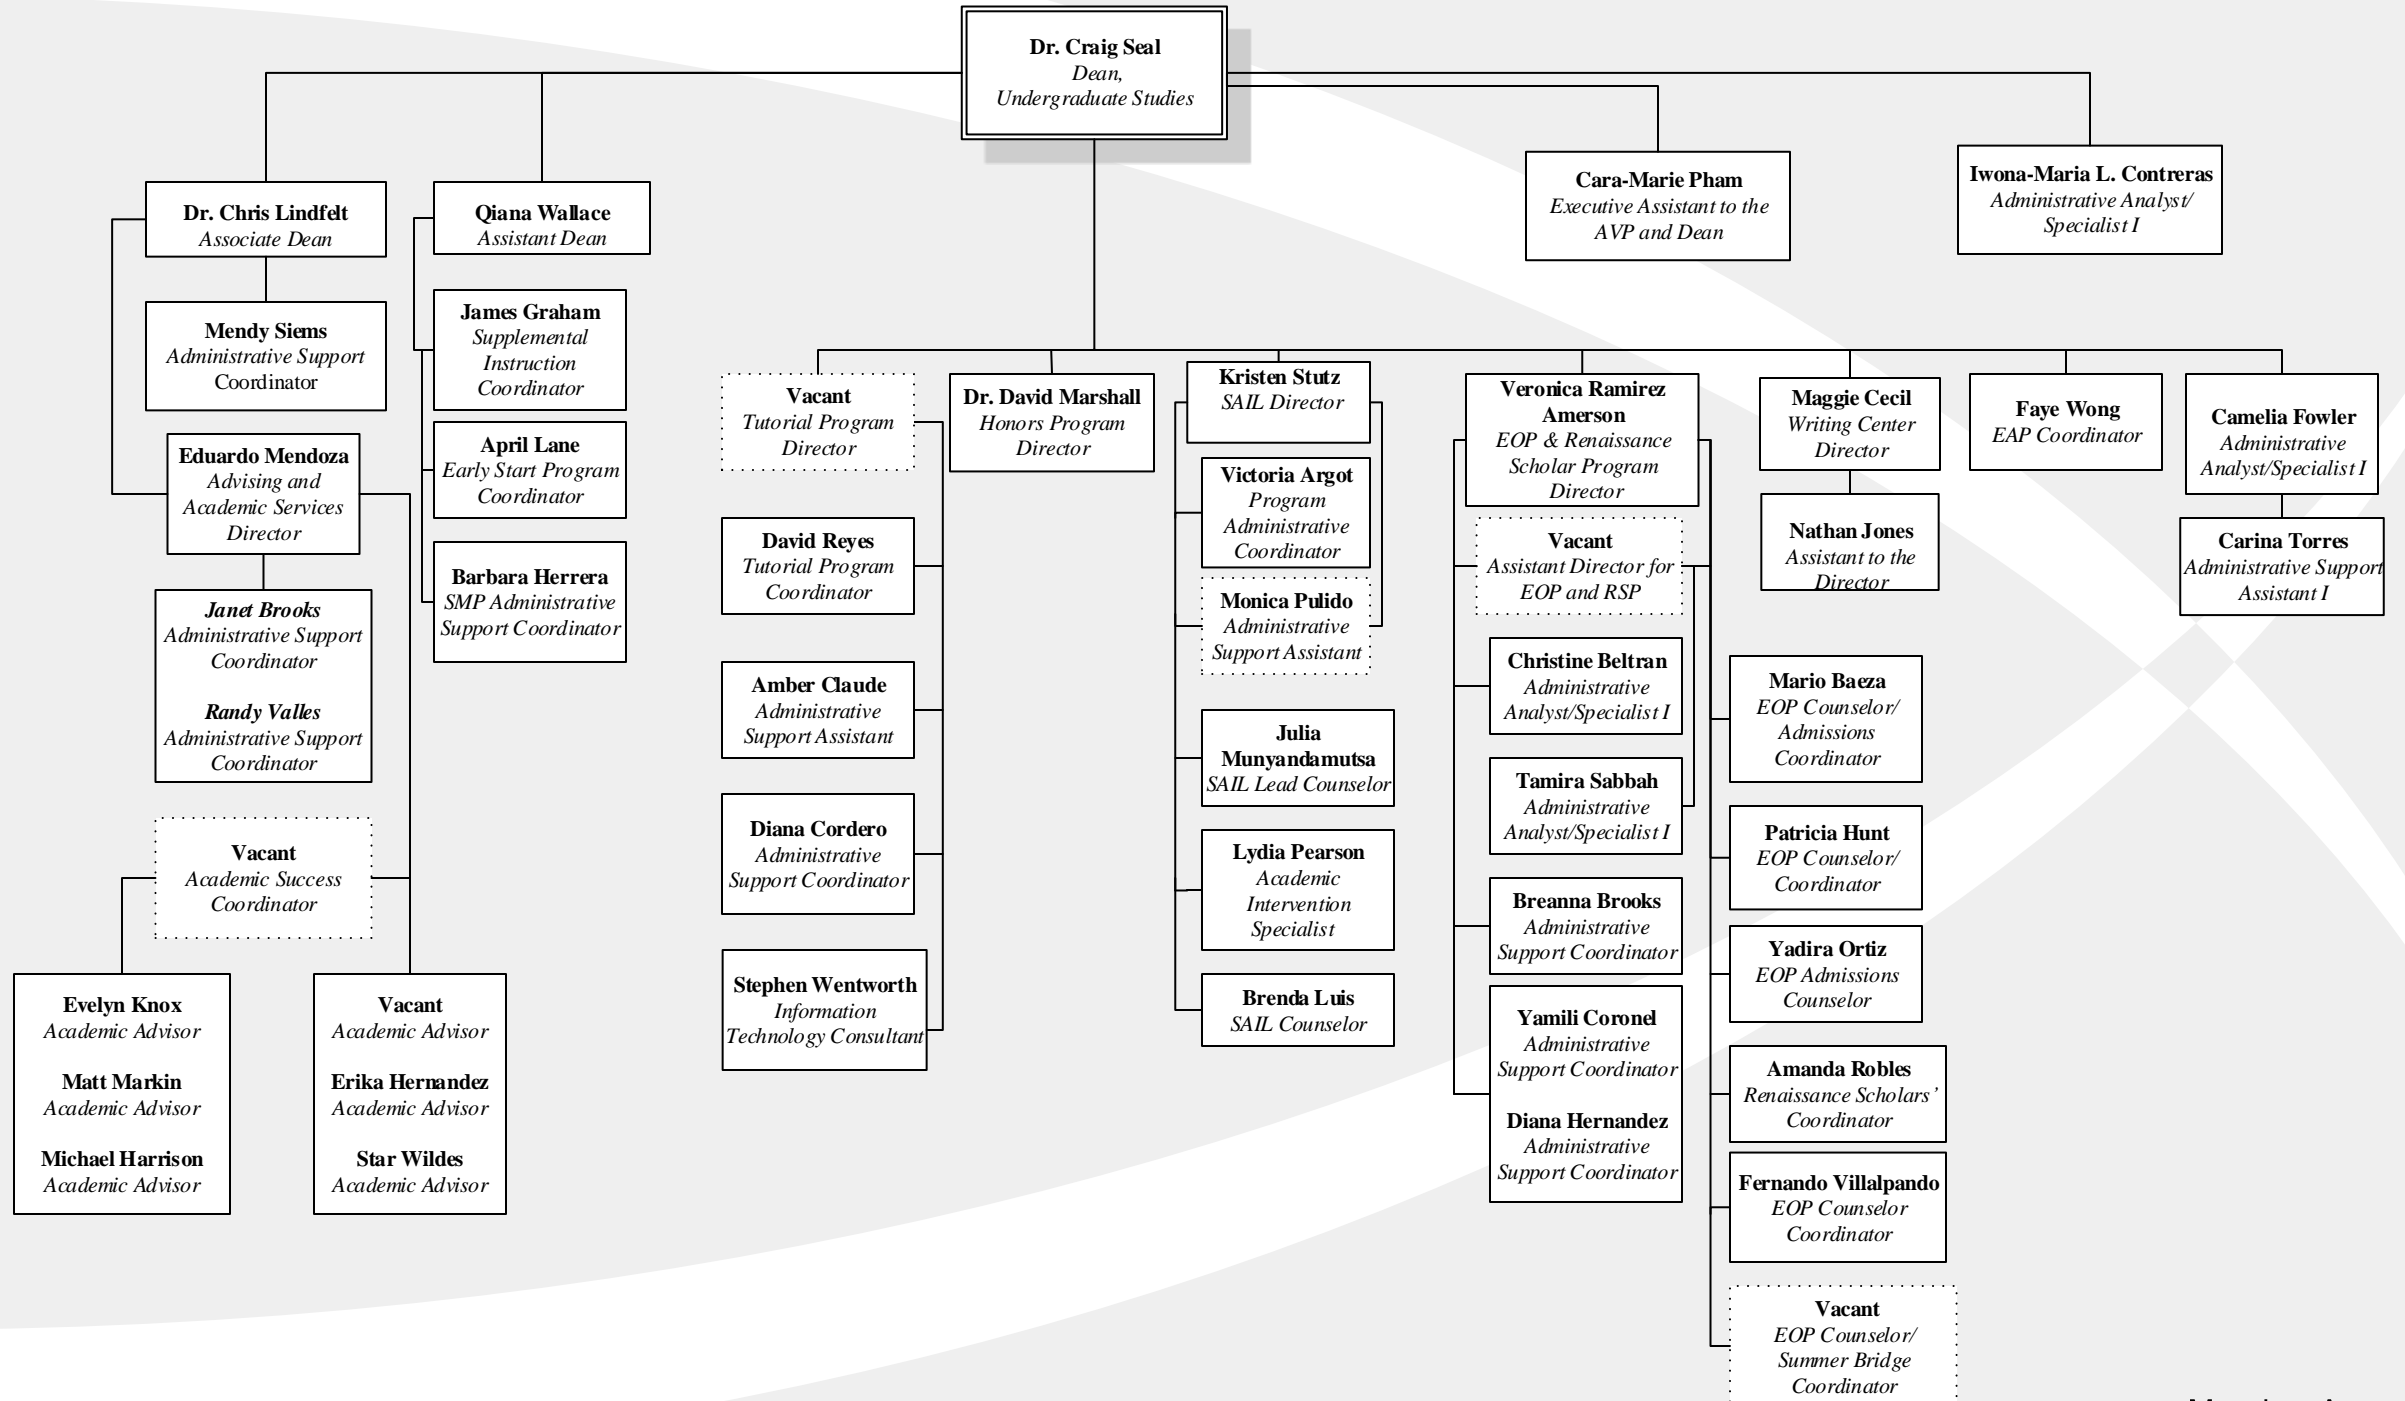 Dr. Craig Seal
Dean,
Undergraduate Studies
Cara-Marie Pham
Executive Assistant to the
AVP and Dean
Iwona-Maria L. Contreras
Administrative Analyst/
Specialist I
Dr. Chris Lindfelt
Associate Dean
Qiana Wallace
Assistant Dean
Mendy Siems
Administrative Support
Coordinator
James Graham
Supplemental
Instruction
Coordinator
Eduardo Mendoza
Advising and
Academic Services
Director
April Lane
Early Start Program
Coordinator
Barbara Herrera
SMP Administrative
Support Coordinator
Janet Brooks
Administrative Support
Coordinator
Randy Valles
Administrative Support
Coordinator
Vacant
Academic Success
Coordinator
Evelyn Knox
Academic Advisor
Matt Markin
Academic Advisor
Michael Harrison
Academic Advisor
Vacant
Academic Advisor
Erika Hernandez
Academic Advisor
Star Wildes
Academic Advisor
Vacant
Tutorial Program
Director
David Reyes
Tutorial Program
Coordinator
Amber Claude
Administrative
Support Assistant
Diana Cordero
Administrative
Support Coordinator
Stephen Wentworth
Information
Technology Consultant
Dr. David Marshall
Honors Program
Director
Kristen Stutz
SAIL Director
Victoria Argot
Program
Administrative
Coordinator
Monica Pulido
Administrative
Support Assistant
Julia
Munyandamutsa
SAIL Lead Counselor
Lydia Pearson
Academic
Intervention
Specialist
Brenda Luis
SAIL Counselor
Veronica Ramirez
Amerson
EOP & Renaissance
Scholar Program
Director
Vacant
Assistant Director for
EOP and RSP
Christine Beltran
Administrative
Analyst/Specialist I
Tamira Sabbah
Administrative
Analyst/Specialist I
Breanna Brooks
Administrative
Support Coordinator
Yamili Coronel
Administrative
Support Coordinator
Diana Hernandez
Administrative
Support Coordinator
Maggie Cecil
Writing Center
Director
Nathan Jones
Assistant to the
Director
Mario Baeza
EOP Counselor/
Admissions
Coordinator
Patricia Hunt
EOP Counselor/
Coordinator
Yadira Ortiz
EOP Admissions
Counselor
Amanda Robles
Renaissance Scholars’
Coordinator
Fernando Villalpando
EOP Counselor
Coordinator
Vacant
EOP Counselor/
Summer Bridge
Coordinator
Faye Wong
EAP Coordinator
Camelia Fowler
Administrative
Analyst/Specialist I
Carina Torres
Administrative Support
Assistant I